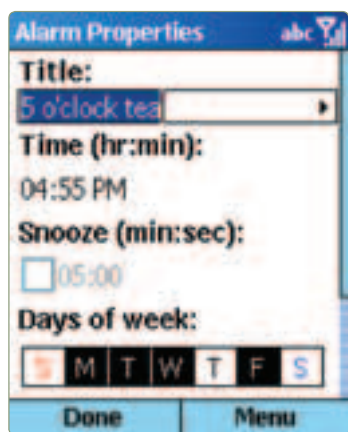 Alarm Properties abc
Title:
5 o'clock tea
Time (hr:min):
04:55 PM
Snooze (min:sec):
05:00
Days of week:
S M T W T F S
Done Menu